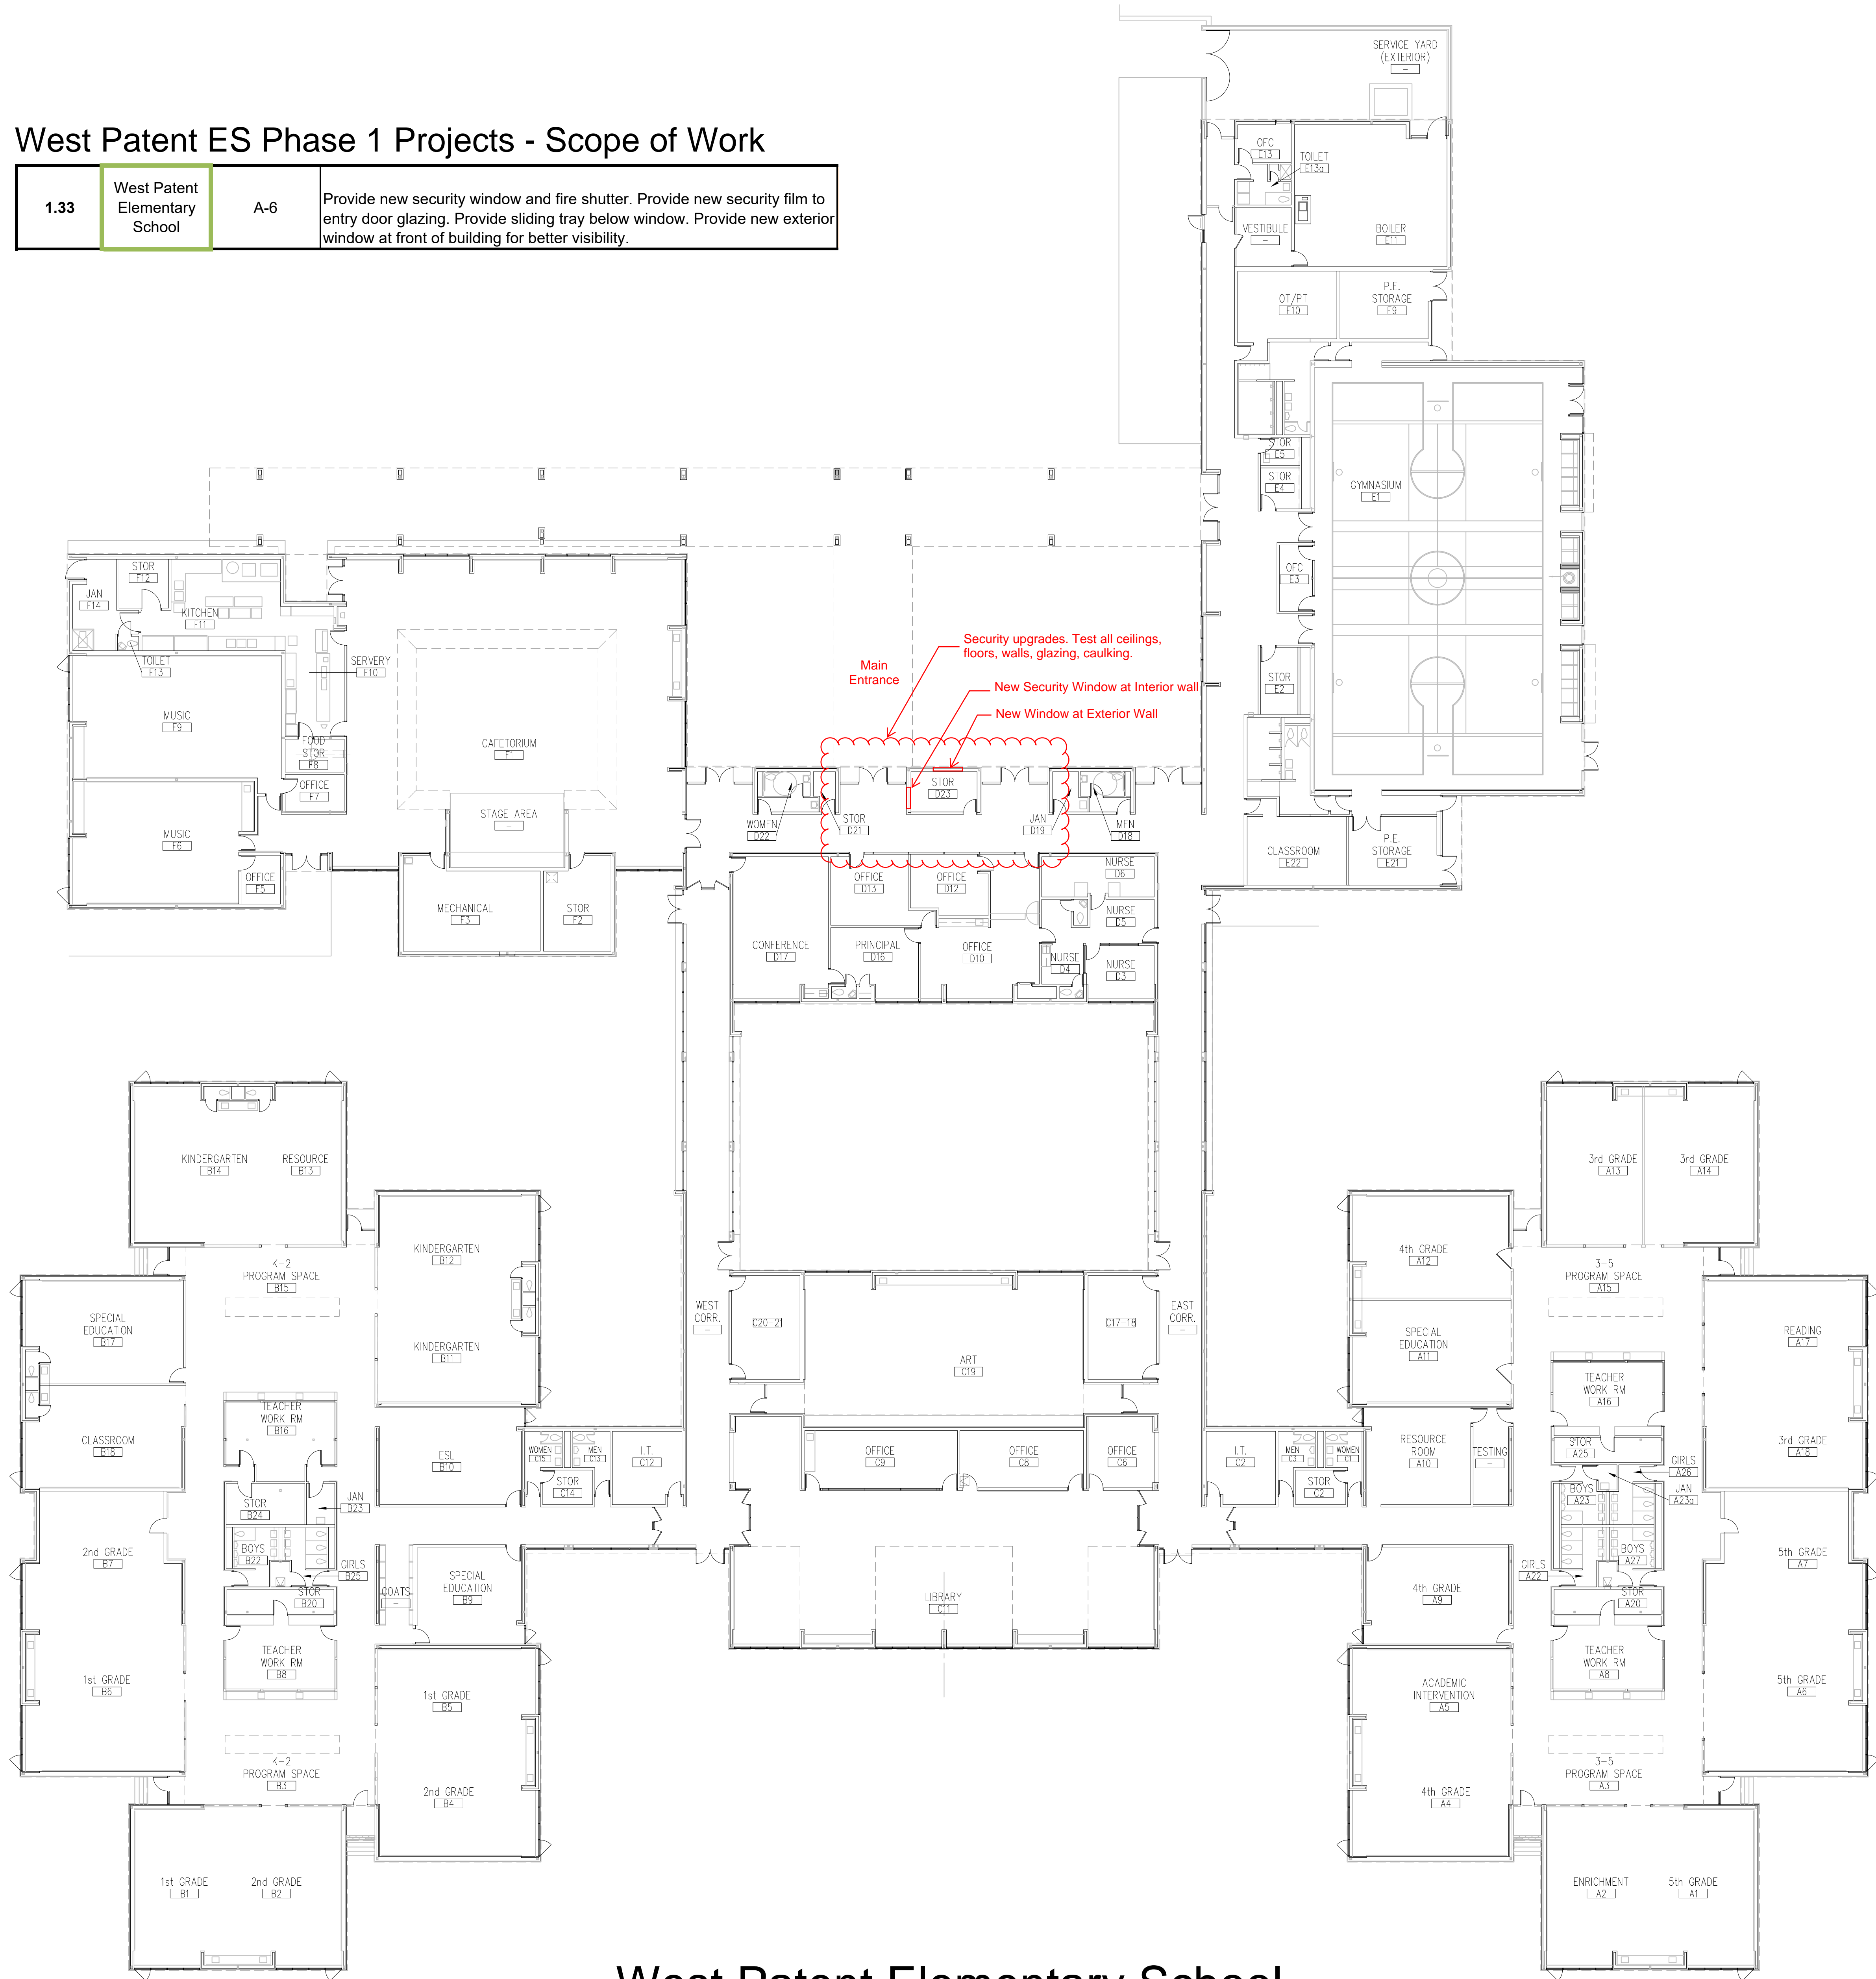 SERVICE YARD
(EXTERIOR)
-
West Patent ES Phase 1 Projects - Scope of Work
1.33
West Patent
Elementary
School
A-6
Provide new security window and fire shutter. Provide new security film to
entry door glazing. Provide sliding tray below window. Provide new exterior
window at front of building for better visibility.
OFC
E13
TOILET
E13a
VESTIBULE
-
BOILER
E11
OT/PT
E10
P.E.
STORAGE
E9
STOR
E5
STOR
E4
GYMNASIUM
E1
OFC
E3
STOR
E2
STOR
F12
JAN
F14
KITCHEN
F11
TOILET
F13
SERVERY
F10
MUSIC
F9
FOOD
STOR
F8
OFFICE
F7
CAFETORIUM
F1
STAGE AREA
-
MUSIC
F6
OFFICE
F5
MECHANICAL
F3
STOR
F2
Security upgrades. Test all ceilings,
floors, walls, glazing, caulking.
Main
Entrance
New Security Window at Interior wall
New Window at Exterior Wall
STOR
D23
WOMEN
D22
STOR
D21
JAN
D19
MEN
D18
CLASSROOM
E22
P.E.
STORAGE
E21
OFFICE
D13
OFFICE
D12
NURSE
D6
NURSE
D5
CONFERENCE
D17
PRINCIPAL
D16
OFFICE
D10
NURSE
D4
NURSE
D3
KINDERGARTEN
B14
RESOURCE
B13
3rd GRADE
A13
3rd GRADE
A14
KINDERGARTEN
B12
K-2
PROGRAM SPACE
B15
4th GRADE
A12
3-5
PROGRAM SPACE
A15
SPECIAL
EDUCATION
B17
KINDERGARTEN
B11
WEST
CORR.
-
C20-21
C17-18
EAST
CORR.
-
ART
C19
SPECIAL
EDUCATION
A11
READING
A17
TEACHER
WORK RM
B16
TEACHER
WORK RM
A16
CLASSROOM
B18
ESL
B10
WOMEN
C15
MEN
C13
I.T.
C12
STOR
C14
OFFICE
C9
OFFICE
C8
OFFICE
C6
I.T.
C2
MEN
C3
WOMEN
C1
STOR
C2
RESOURCE
ROOM
A10
TESTING
-
STOR
A25
3rd GRADE
A18
GIRLS
A26
STOR
B24
JAN
B23
BOYS
A23
JAN
A23a
BOYS
B22
GIRLS
B25
2nd GRADE
B7
BOYS
A27
5th GRADE
A7
GIRLS
A22
STOR
B20
COATS
-
SPECIAL
EDUCATION
B9
LIBRARY
C11
4th GRADE
A9
STOR
A20
TEACHER
WORK RM
B8
TEACHER
WORK RM
A8
1st GRADE
B6
1st GRADE
B5
ACADEMIC
INTERVENTION
A5
5th GRADE
A6
K-2
PROGRAM SPACE
B3
2nd GRADE
B4
4th GRADE
A4
3-5
PROGRAM SPACE
A3
1st GRADE
B1
2nd GRADE
B2
ENRICHMENT
A2
5th GRADE
A1
West Patent Elementary School